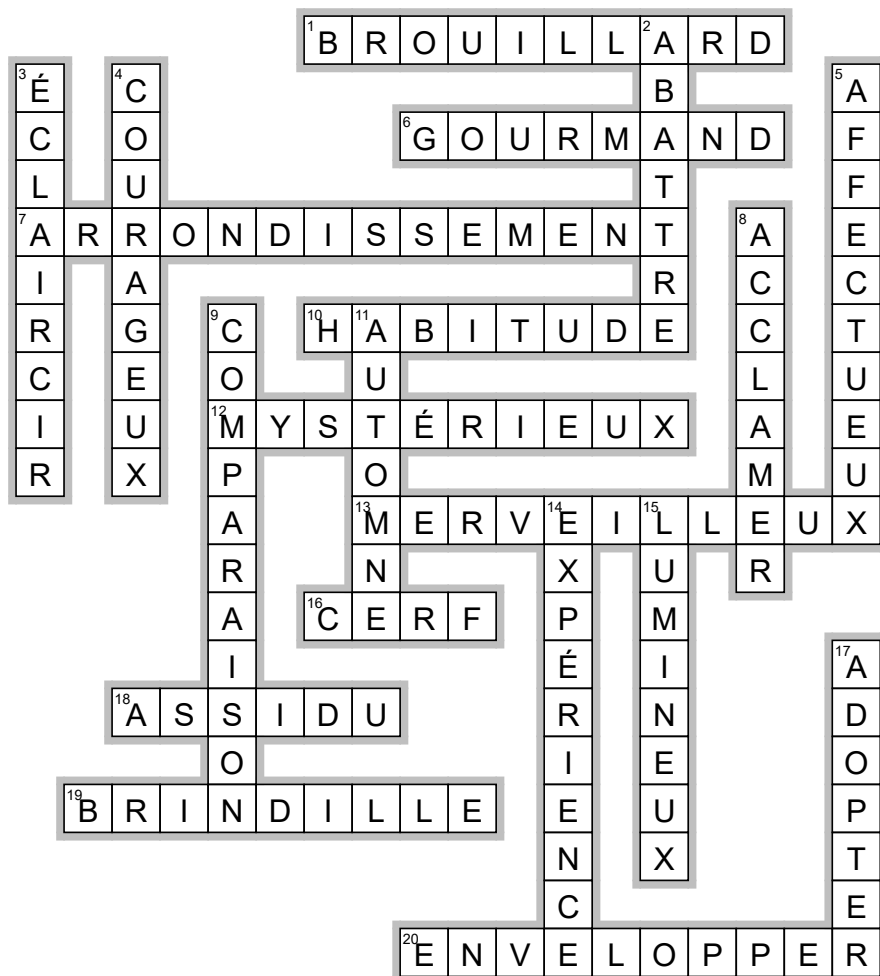 1 BROUILLARD
2 ABATTRE
3 ÉCLAIRCIR
4 COURAGEUX
5 AFFECTUEUX
6 GOURMAND
7 ARRONDISSEMENT
8 ACCLAMER
9 COMPARAISON
10 HABITUDE
11 AUTOMNE
12 MYSTÉRIEUX
13 MERVEILLEUX
14 EXPÉRIENCE
15 LUMINEUX
16 CERF
17 ADOPTER
18 ASSIDU
19 BRINDILLE
20 ENVELOPPER